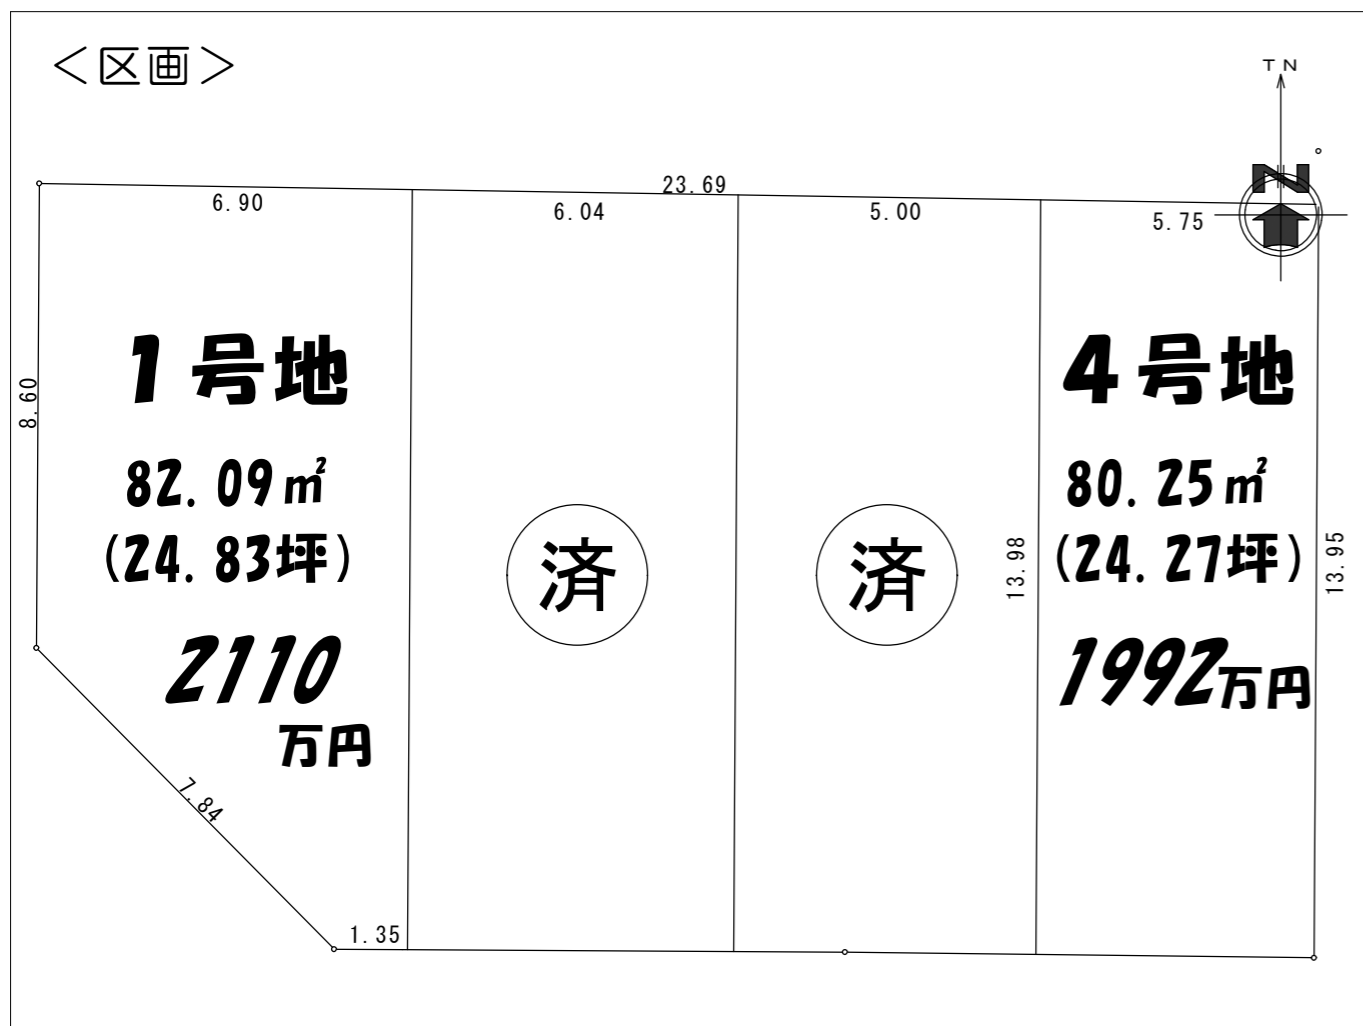 <区画>
TN
N
23.69
6.90
6.04
5.00
5.75
1号地
4号地
8.60
82.09㎡
80.25㎡
(24.83坪)
(24.27坪)
済
済
13.98
13.95
2110
万円
1992万円
7.84
1.35